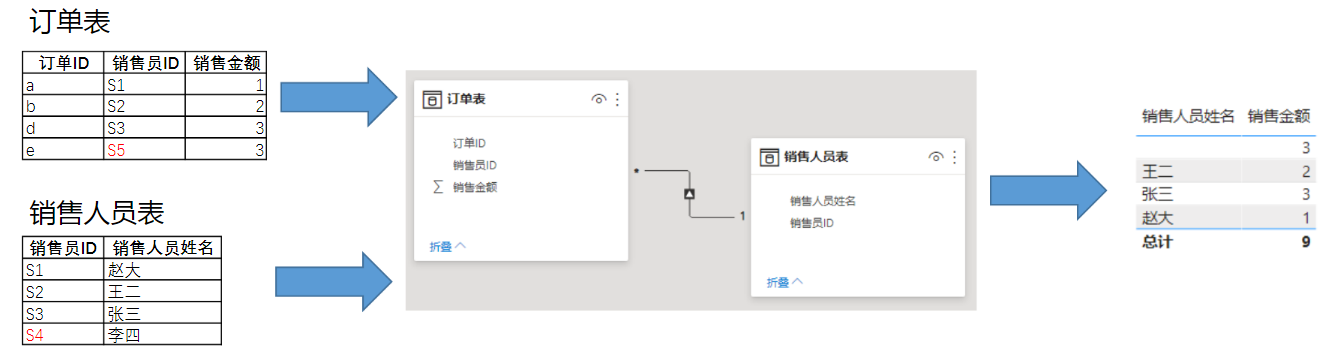 订单表
订单ID 销售员ID 销售金额
a S1 1
b S2 2
d S3 3
e S5 3
销售人员表
销售员ID 销售人员姓名
S1 赵大
S2 王二
S3 张三
S4 李四
订单表
订单ID
销售员ID
∑ 销售金额
折叠
* 1
销售人员表
销售人员姓名
销售员ID
折叠
销售人员姓名 销售金额
3
王二 2
张三 3
赵大 1
总计 9